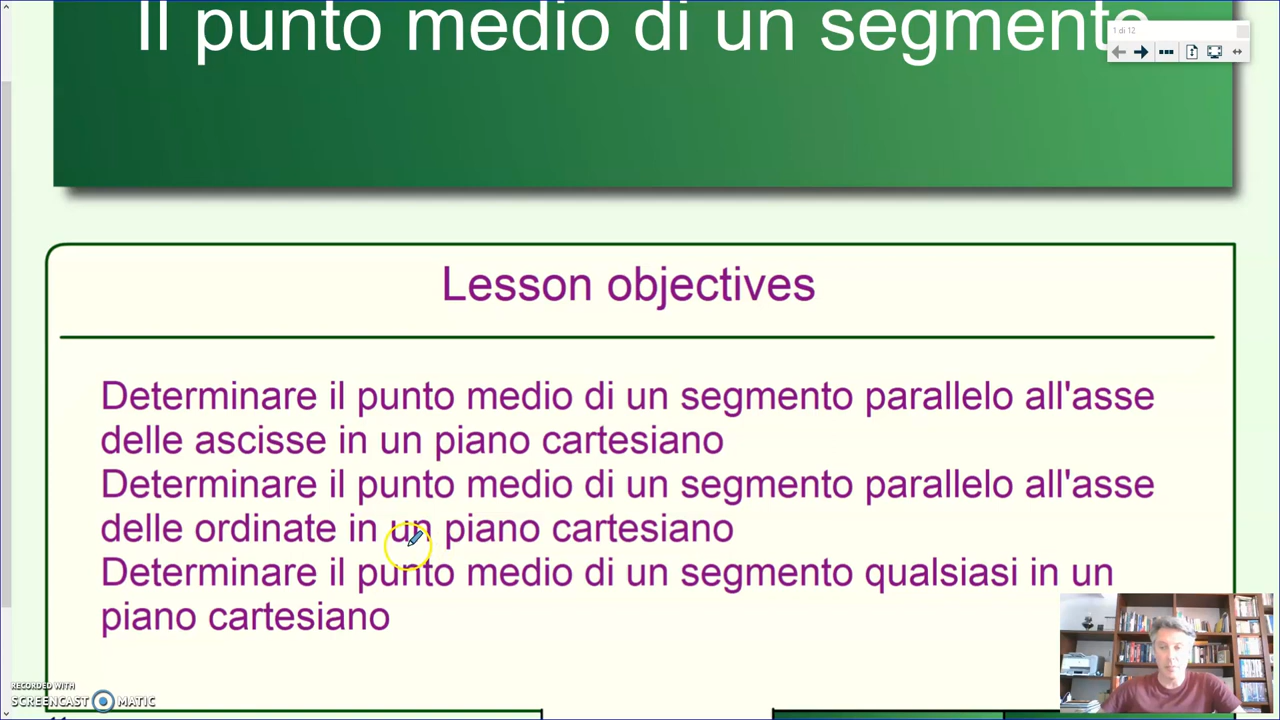 Il punto medio di un segmento
1 di 12
Lesson objectives
Determinare il punto medio di un segmento parallelo all'asse
delle ascisse in un piano cartesiano
Determinare il punto medio di un segmento parallelo all'asse
delle ordinate in un piano cartesiano
Determinare il punto medio di un segmento qualsiasi in un
piano cartesiano
RECORDED WITH
SCREENCAST MATIC